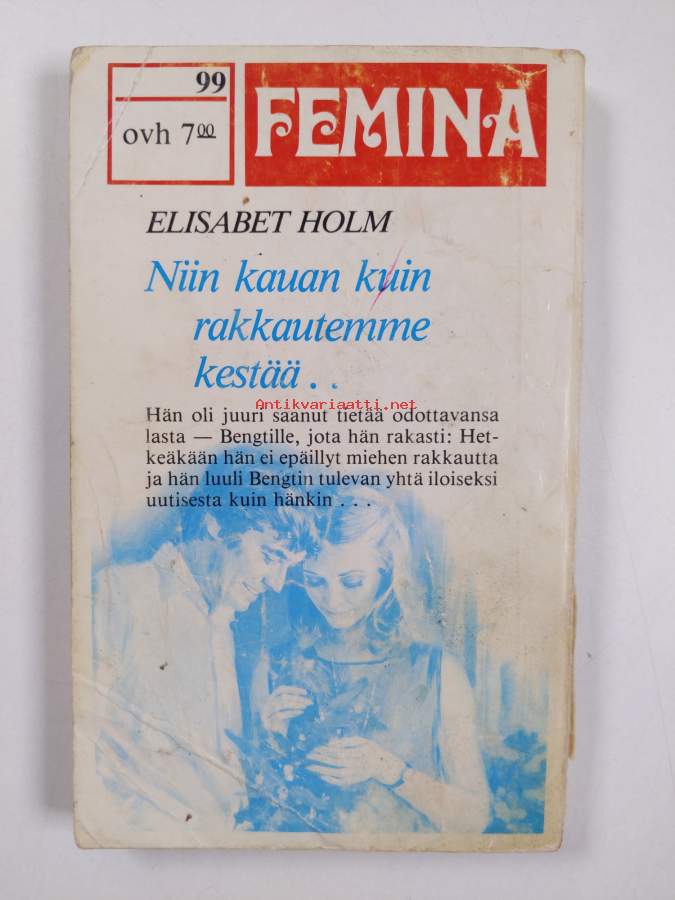 99
ovh 7⁰⁰
FEMINA
ELISABET HOLM
Niin kauan kuin
rakkautemme
kestää . .
Antikvariaatti.net
Hän oli juuri saanut tietää odottavansa
lasta — Bengtille, jota hän rakasti: Het-
keäkään hän ei epäillyt miehen rakkautta
ja hän luuli Bengtin tulevan yhtä iloiseksi
uutisesta kuin hänkin . . .